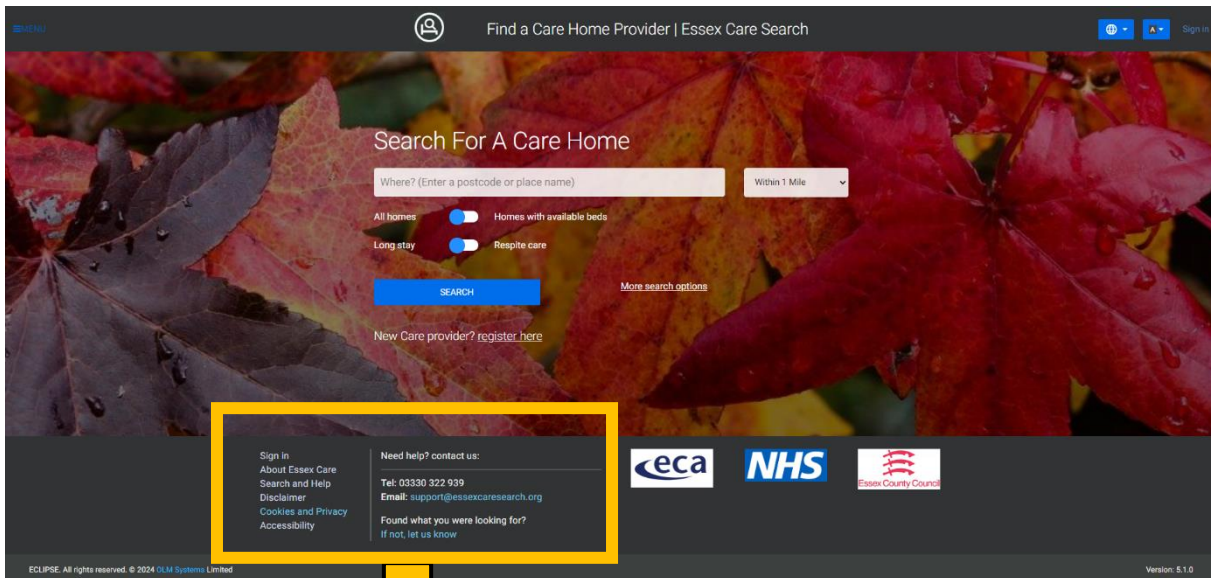 MENU
Find a Care Home Provider | Essex Care Search
A
Sign in
Search For A Care Home
Where? (Enter a postcode or place name)
Within 1 Mile
All homes
Homes with available beds
Long stay
Respite care
SEARCH
More search options
New Care provider? register here
Sign in
About Essex Care
Search and Help
Disclaimer
Cookies and Privacy
Accessibility
Need help? contact us:
Tel: 03330 322 939
Email: support@essexcaresearch.org
Found what you were looking for?
If not, let us know
eca
NHS
Essex County Council
ECLIPSE. All rights reserved. © 2024 OLM Systems Limited
Version: 5.1.0